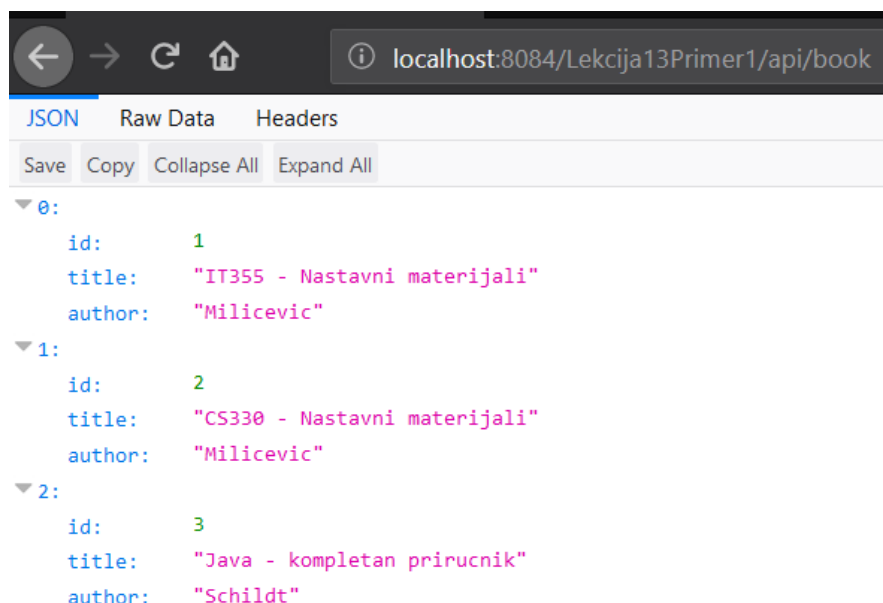 localhost:8084/Lekcija13Primer1/api/book
JSON Raw Data Headers
Save Copy Collapse All Expand All
0:
id: 1
title: "IT355 - Nastavni materijali"
author: "Milicevic"
1:
id: 2
title: "CS330 - Nastavni materijali"
author: "Milicevic"
2:
id: 3
title: "Java - kompletan prirucnik"
author: "Schildt"